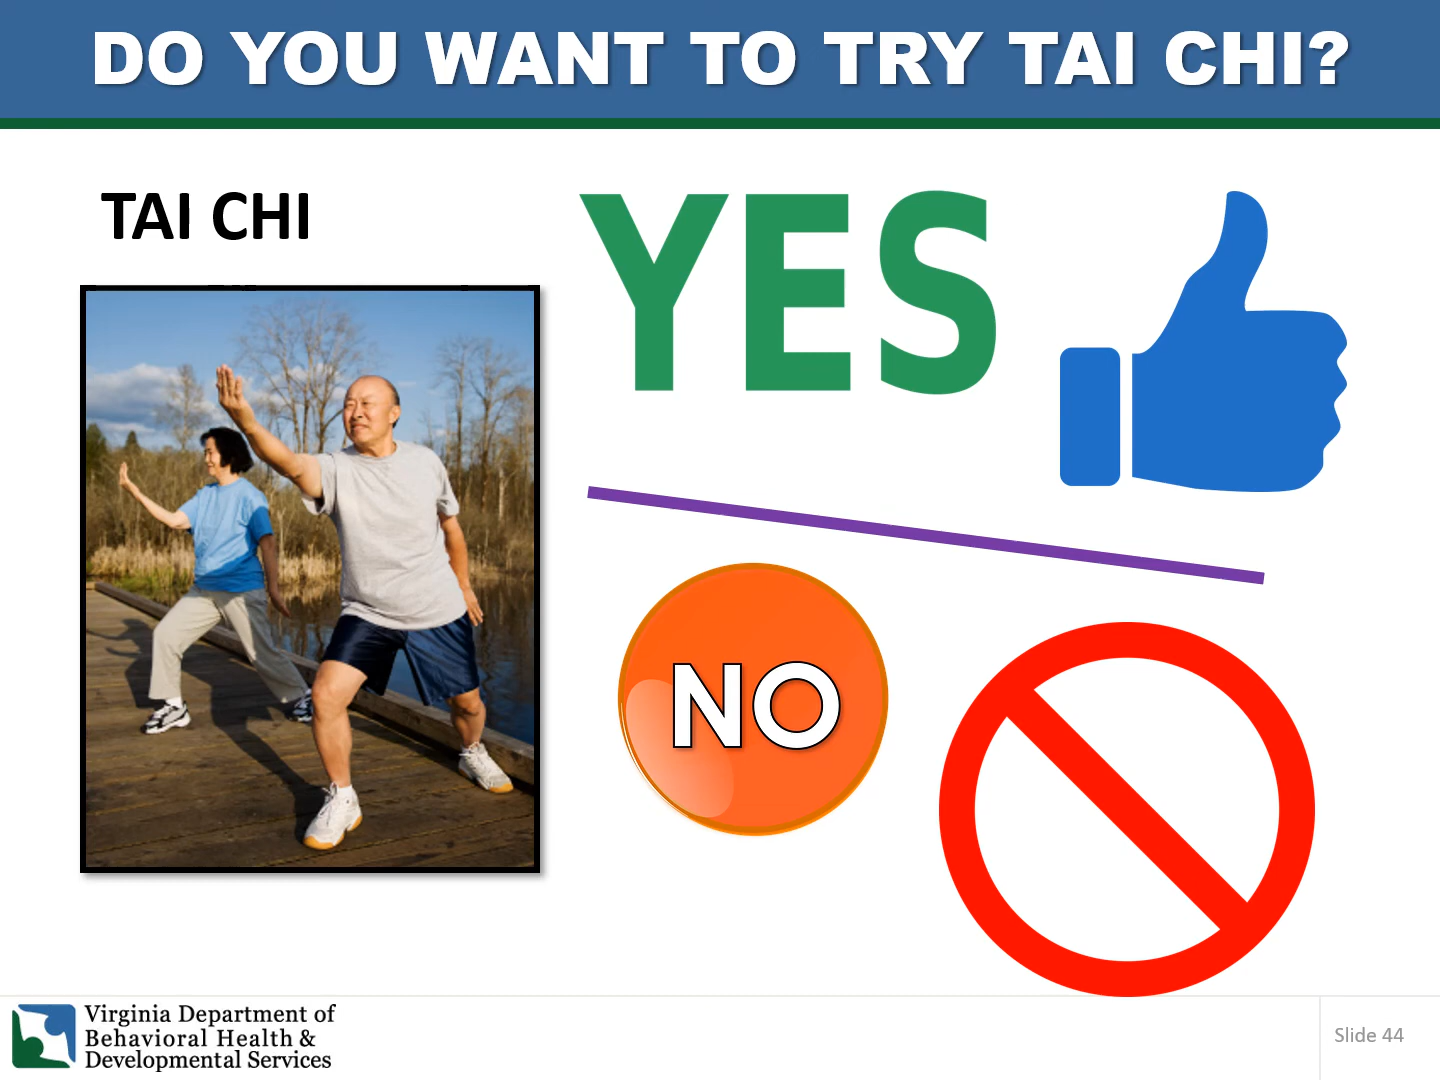 DO YOU WANT TO TRY TAI CHI?
TAI CHI
YES
NO
Virginia Department of
Behavioral Health &
Developmental Services
Slide 44